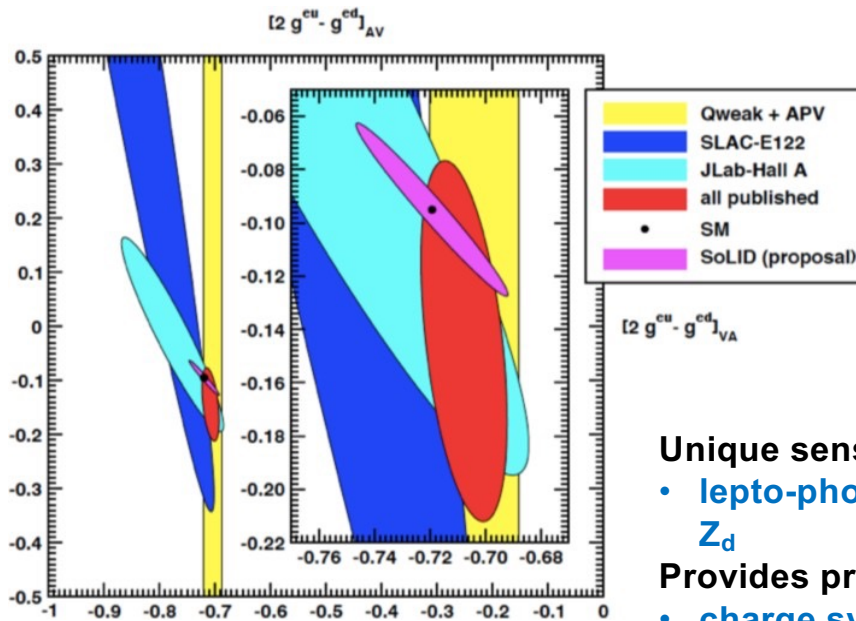 [2 g^eu - g^ed]_AV
0.5
0.4
0.3
0.2
0.1
0
-0.1
-0.2
-0.3
-0.4
-0.5
-1 -0.9 -0.8 -0.7 -0.6 -0.5 -0.4 -0.3 -0.2 -0.1 0
-0.06
-0.08
-0.10
-0.12
-0.14
-0.16
-0.18
-0.20
-0.22
-0.76 -0.74 -0.72 -0.70 -0.68
Qweak + APV
SLAC-E122
JLab-Hall A
all published
SM
SoLID (proposal)
[2 g^eu - g^ed]_VA
Unique sens
• lepto-pho
Z_d
Provides pr
• charge sy